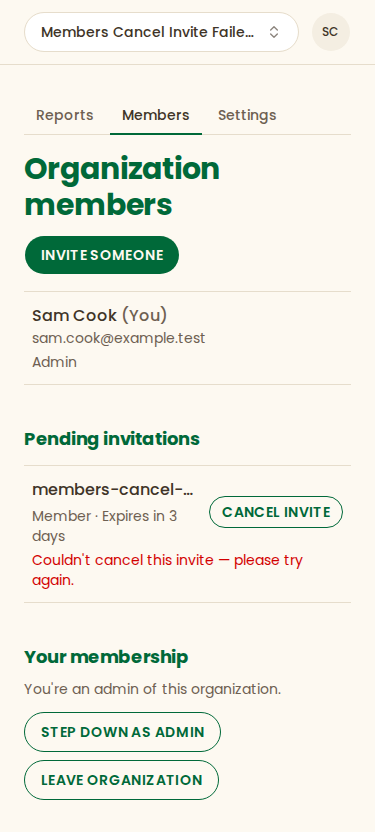 Members Cancel Invite Faile…
SC
Reports
Members
Settings
Organization
members
INVITE SOMEONE
Sam Cook (You)
sam.cook@example.test
Admin
Pending invitations
members-cancel-…
Member · Expires in 3
days
CANCEL INVITE
Couldn't cancel this invite — please try
again.
Your membership
You're an admin of this organization.
STEP DOWN AS ADMIN
LEAVE ORGANIZATION